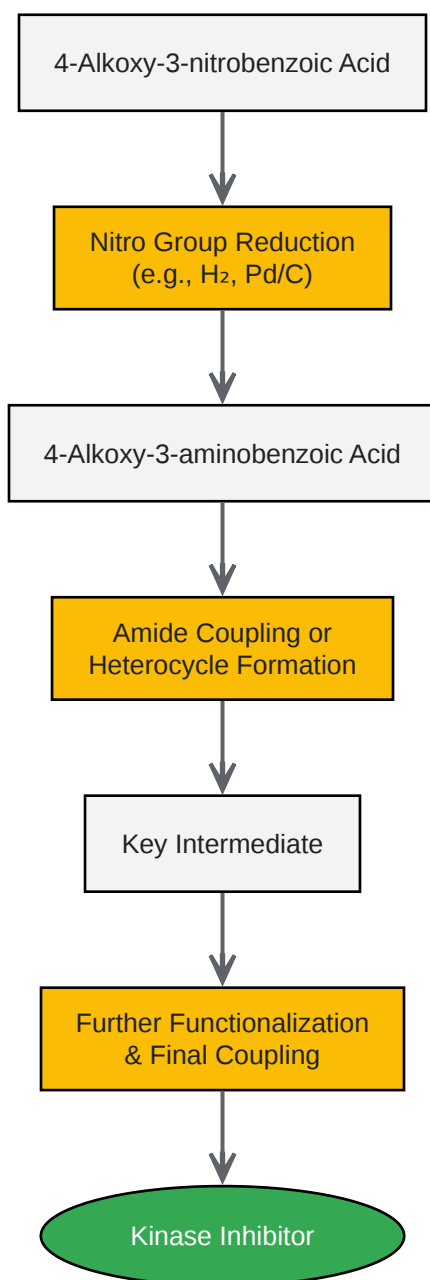 4-Alkoxy-3-nitrobenzoic Acid
Nitro Group Reduction
(e.g., H₂, Pd/C)
4-Alkoxy-3-aminobenzoic Acid
Amide Coupling or
Heterocycle Formation
Key Intermediate
Further Functionalization
& Final Coupling
Kinase Inhibitor